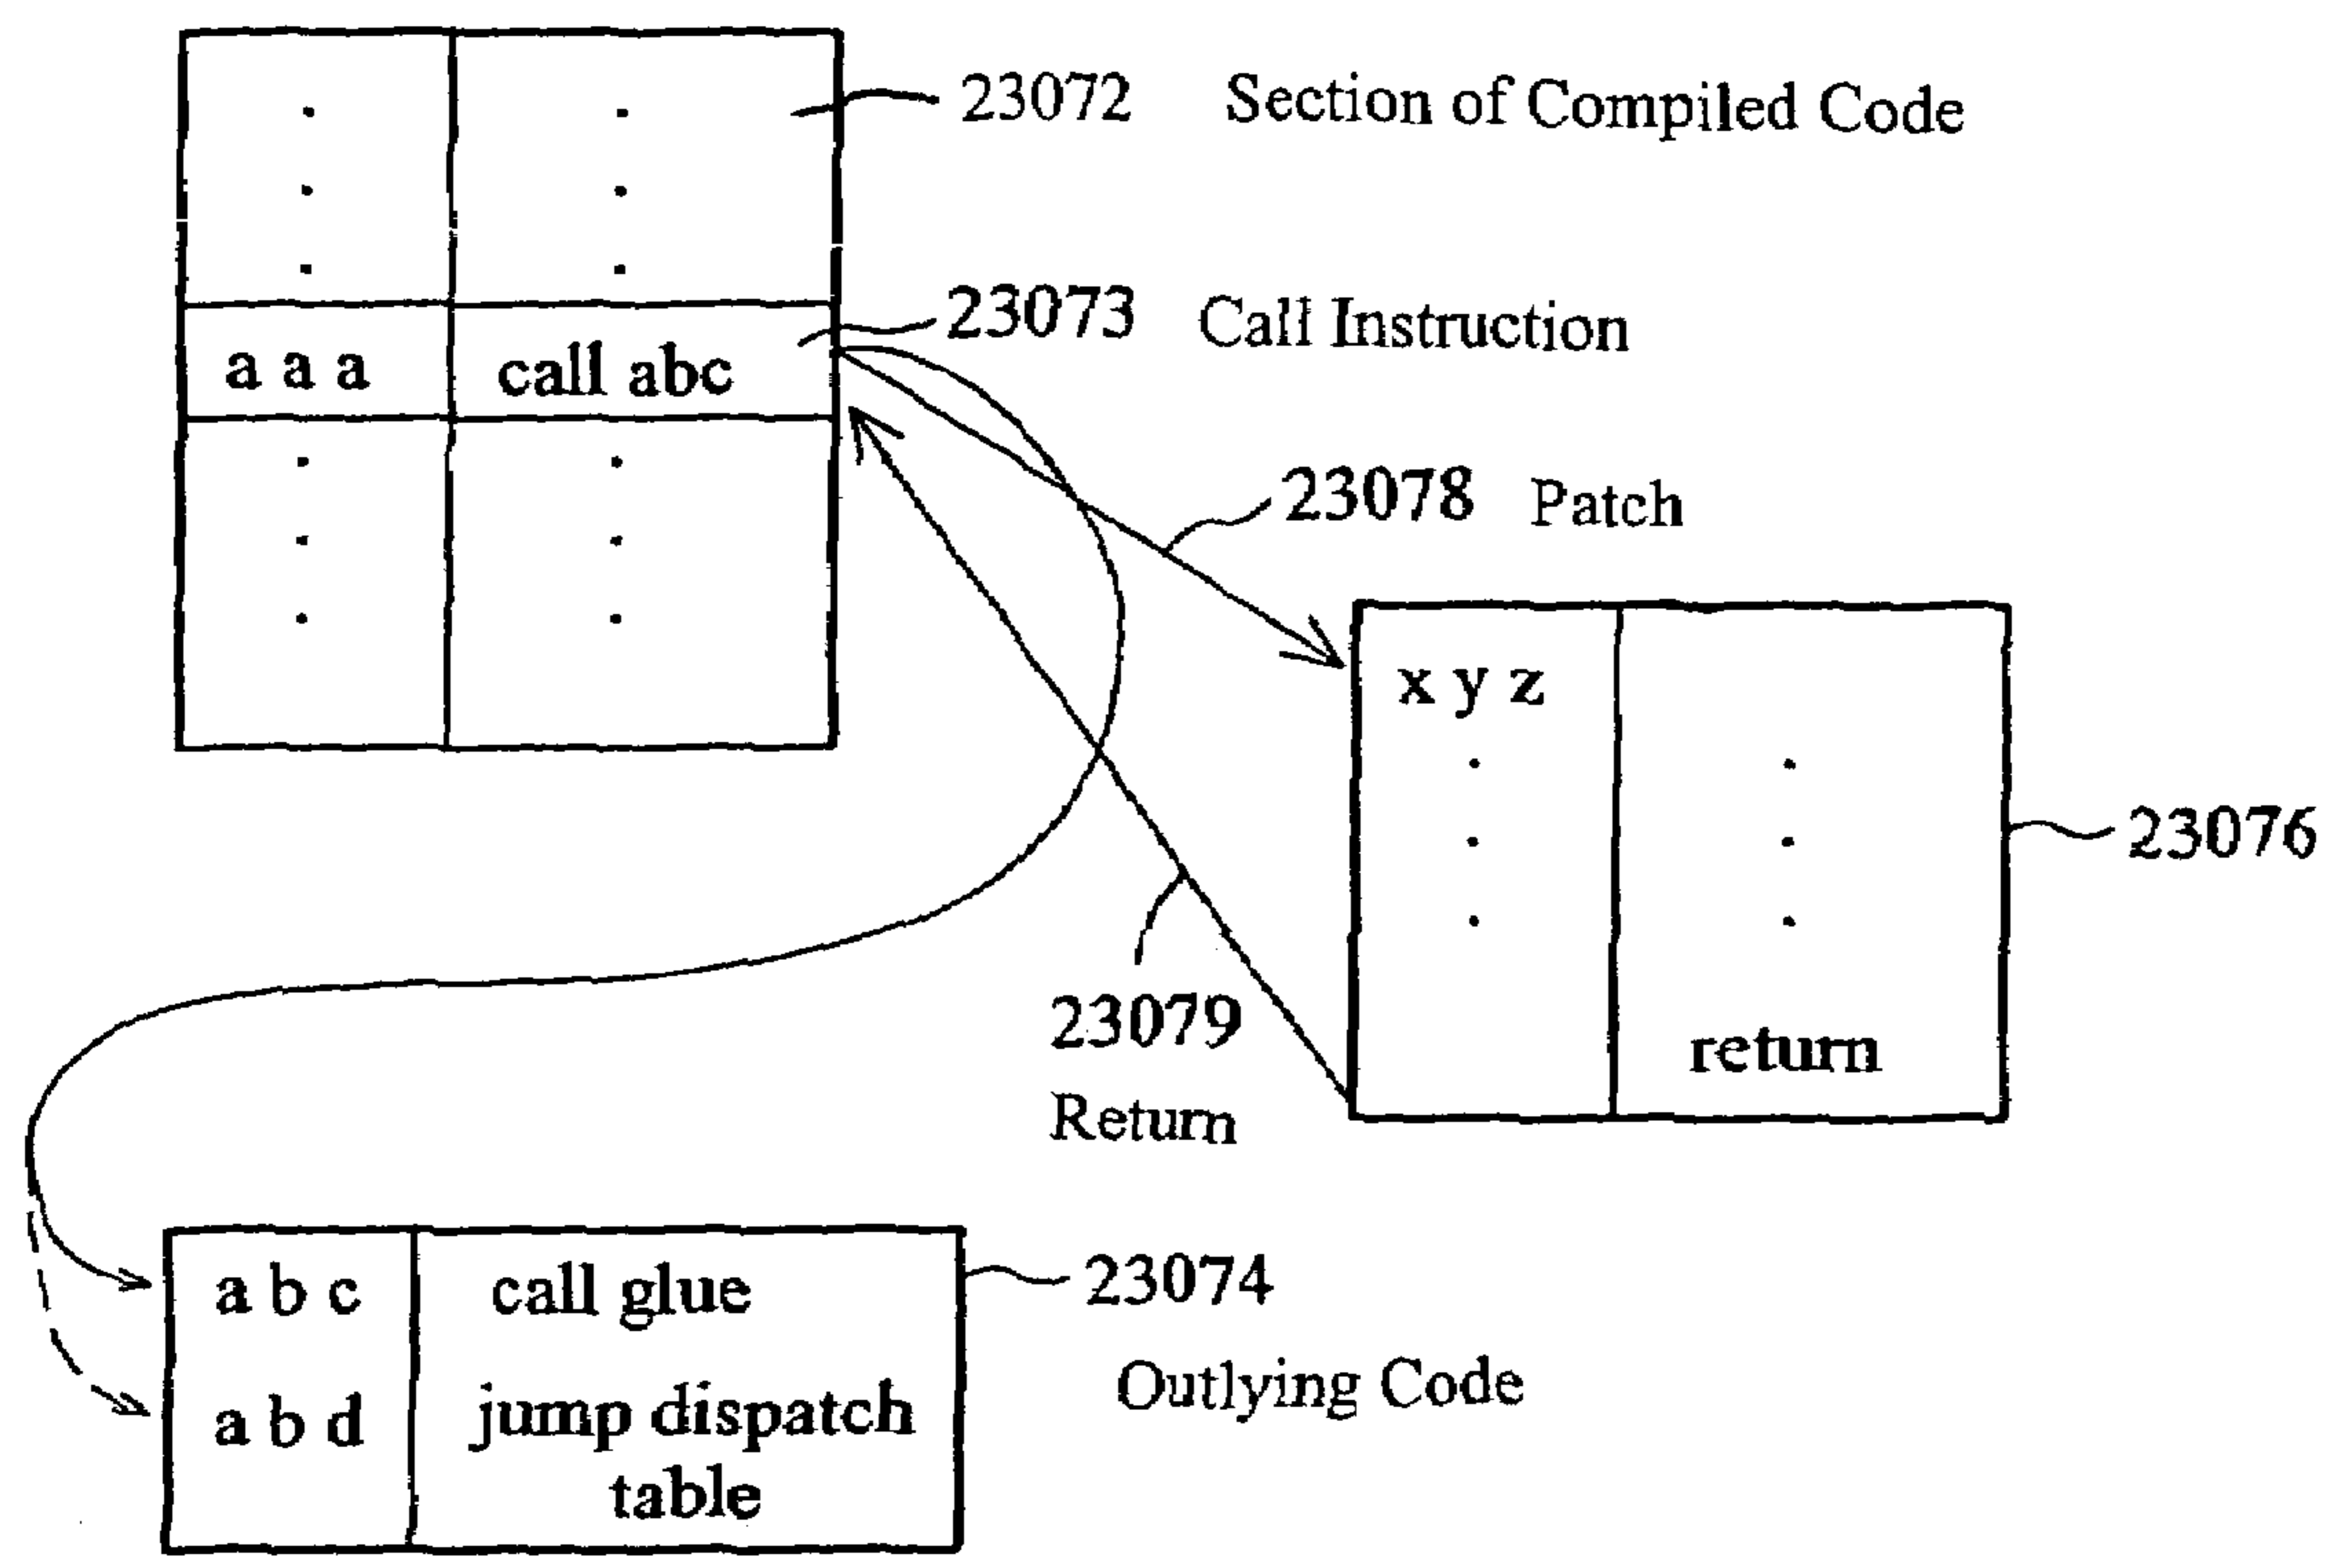 23072 Section of Compiled Code
23073 Call Instruction
a a a call abc
23078 Patch
x y z
23076
23079
Return
return
a b c call glue
23074
a b d jump dispatch
table
Outlying Code